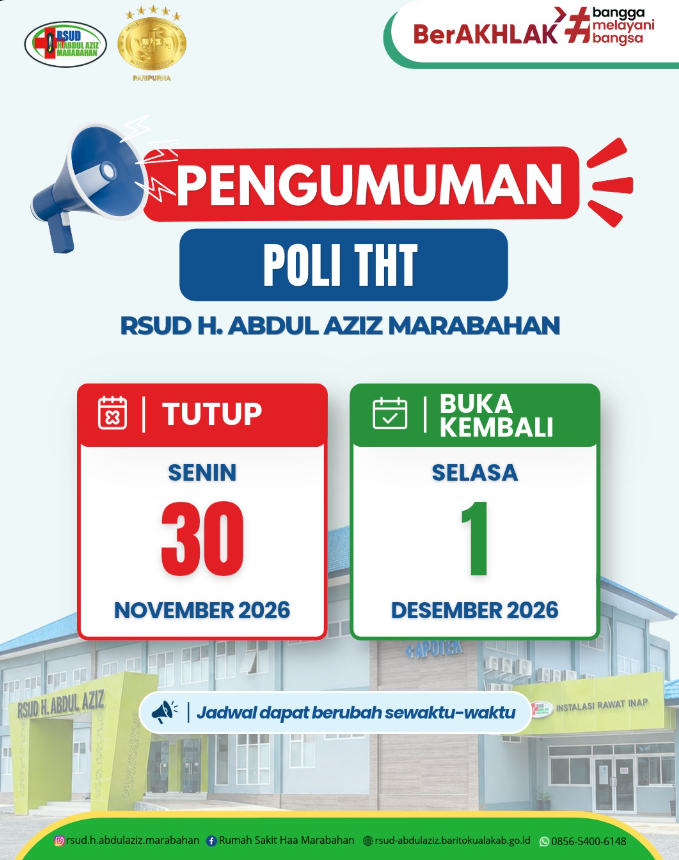 RSUD
H.ABDUL AZIZ
MARABAHAN
PARIPURNA
BerAKHLAK
#
bangga
melayani
bangsa
PENGUMUMAN
POLI THT
RSUD H. ABDUL AZIZ MARABAHAN
TUTUP
SENIN
30
NOVEMBER 2026
BUKA
KEMBALI
SELASA
1
DESEMBER 2026
APOTEK
RSUD H. ABDUL AZIZ
INSTALASI RAWAT INAP
Jadwal dapat berubah sewaktu-waktu
rsud.h.abdulaziz.marabahan Rumah Sakit Haa Marabahan rsud-abdulaziz.baritokualakab.go.id 0856-5400-6148